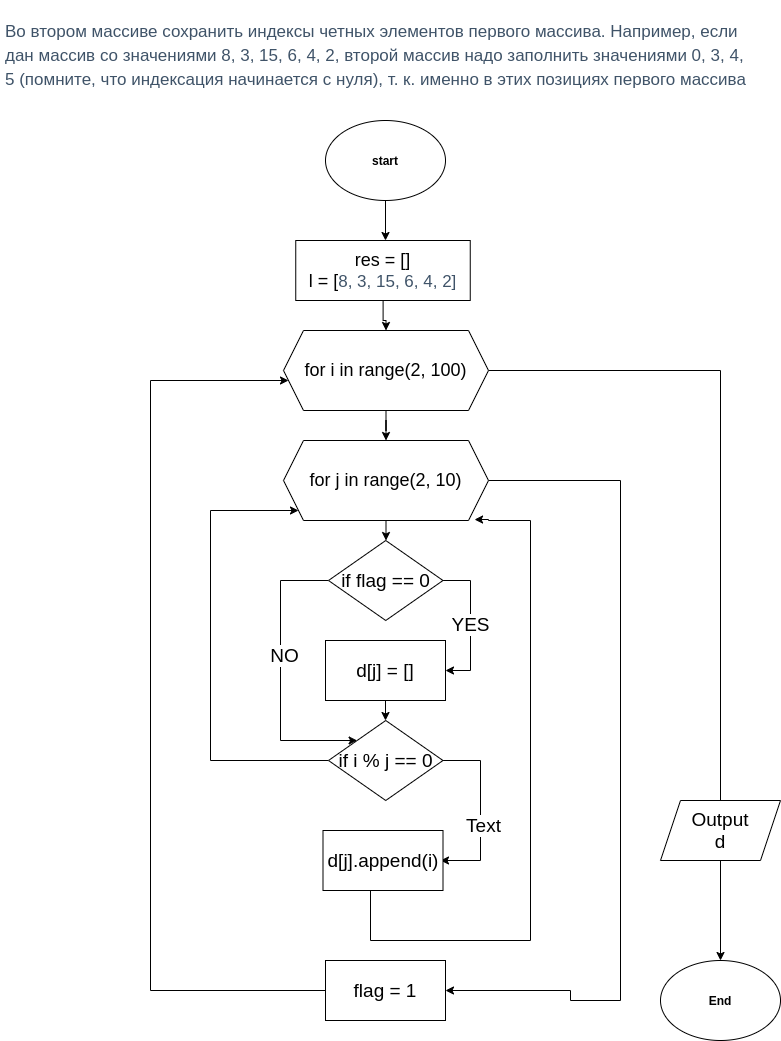 Во втором массиве сохранить индексы четных элементов первого массива. Например, если
дан массив со значениями 8, 3, 15, 6, 4, 2, второй массив надо заполнить значениями 0, 3, 4,
5 (помните, что индексация начинается с нуля), т. к. именно в этих позициях первого массива
start
res = []
l = [8, 3, 15, 6, 4, 2]
for i in range(2, 100)
for j in range(2, 10)
if flag == 0
YES
NO
d[j] = []
if i % j == 0
Text
d[j].append(i)
Output
d
flag = 1
End